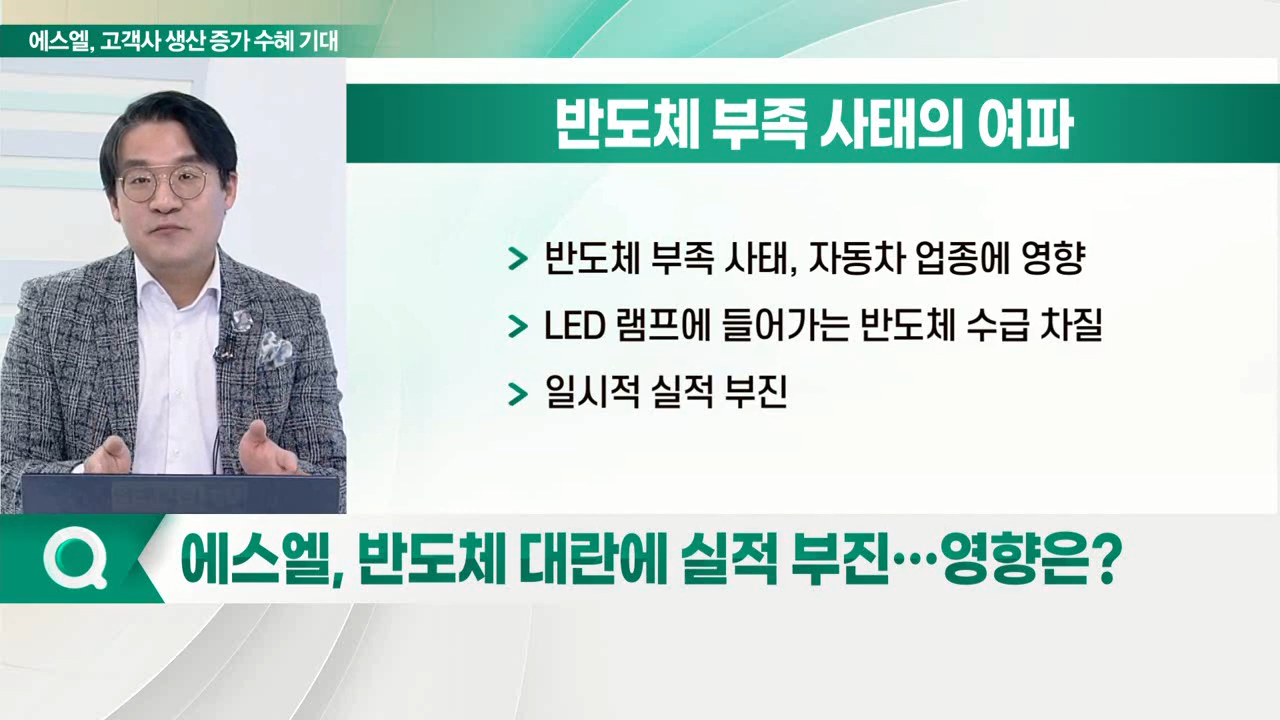 에스엘, 고객사 생산 증가 수혜 기대
반도체 부족 사태의 여파
> 반도체 부족 사태, 자동차 업종에 영향
> LED 램프에 들어가는 반도체 수급 차질
> 일시적 실적 부진
Q 에스엘, 반도체 대란에 실적 부진…영향은?